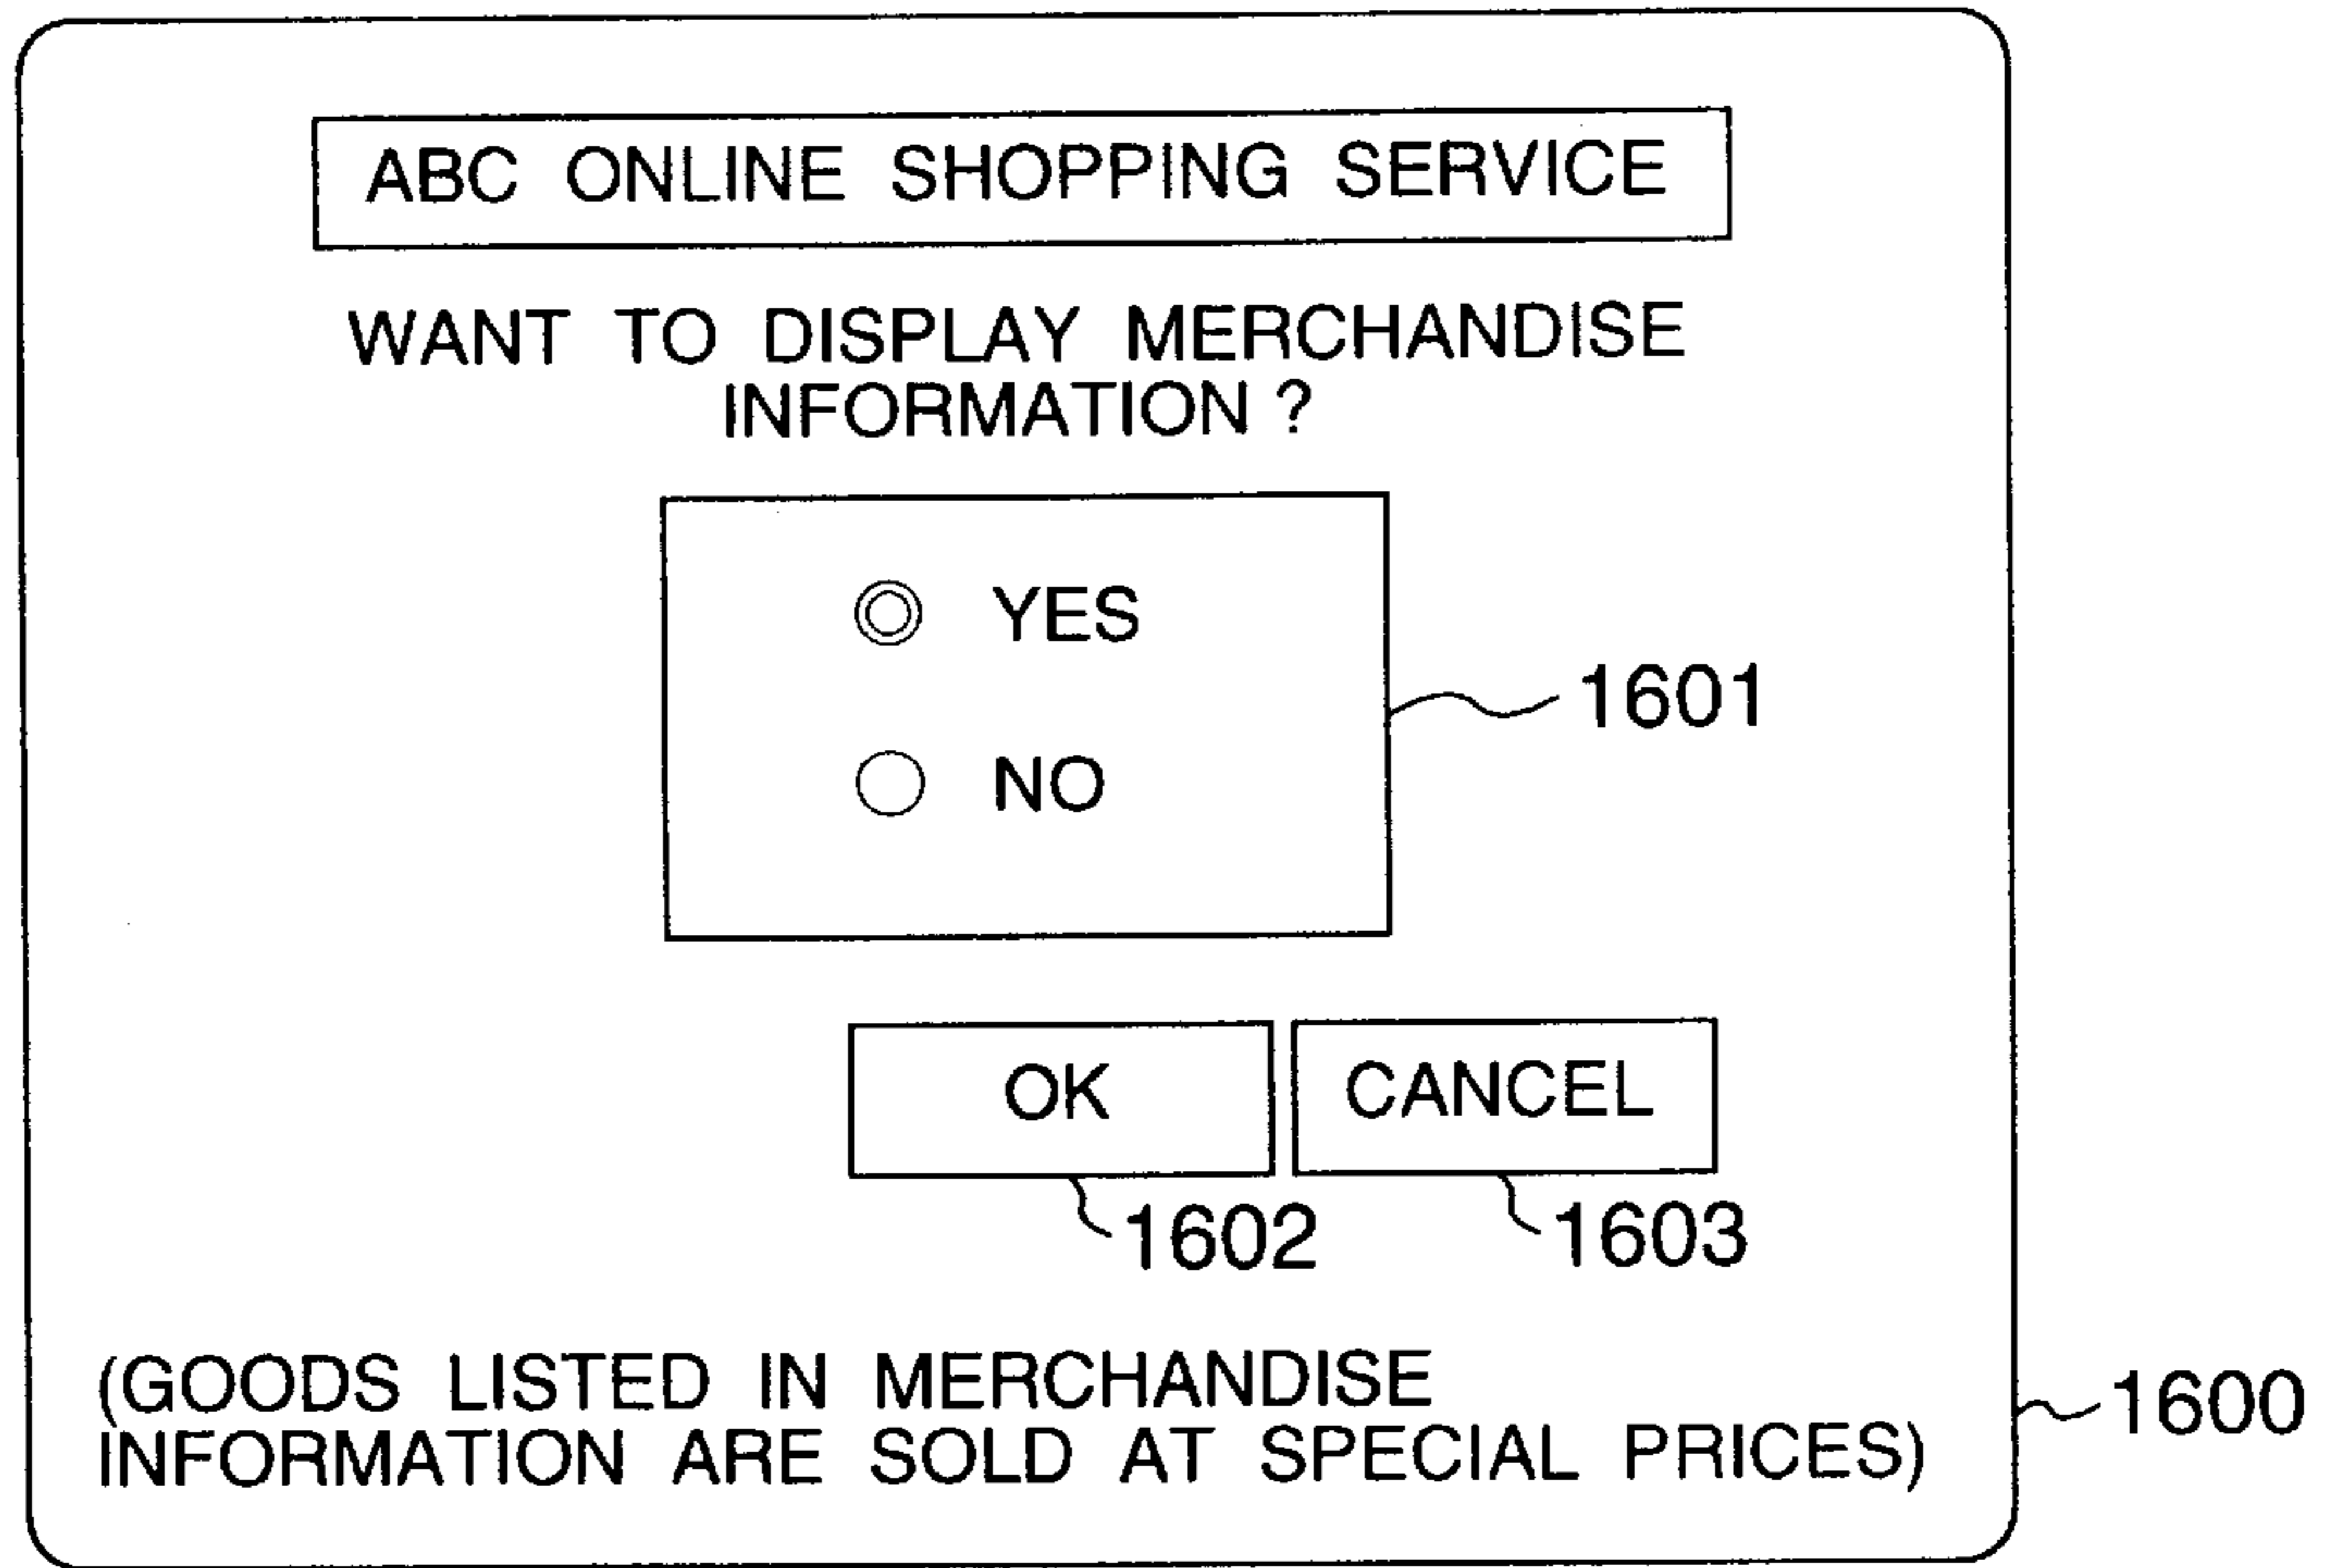 ABC ONLINE SHOPPING SERVICE
WANT TO DISPLAY MERCHANDISE
INFORMATION ?
YES
1601
NO
OK
CANCEL
1602
1603
(GOODS LISTED IN MERCHANDISE
INFORMATION ARE SOLD AT SPECIAL PRICES)
1600